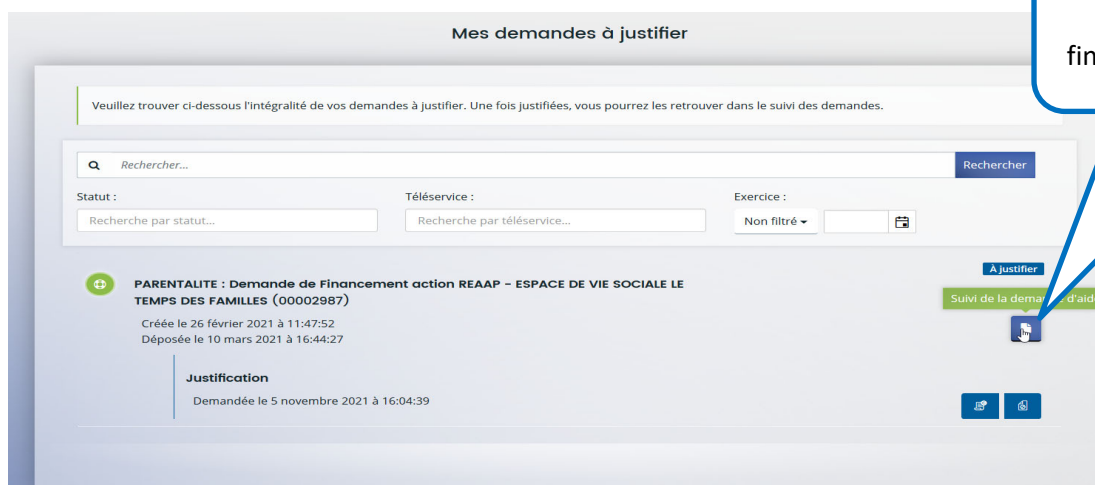 Mes demandes à justifier
fin
Veuillez trouver ci-dessous l'intégralité de vos demandes à justifier. Une fois justifiées, vous pourrez les retrouver dans le suivi des demandes.
Rechercher...
Rechercher
Statut :
Téléservice :
Exercice :
Recherche par statut...
Recherche par téléservice...
Non filtré
À justifier
PARENTALITE : Demande de Financement action REAAP - ESPACE DE VIE SOCIALE LE
TEMPS DES FAMILLES (00002987)
Suivi de la demande d'aide
Créée le 26 février 2021 à 11:47:52
Déposée le 10 mars 2021 à 16:44:27
Justification
Demandée le 5 novembre 2021 à 16:04:39